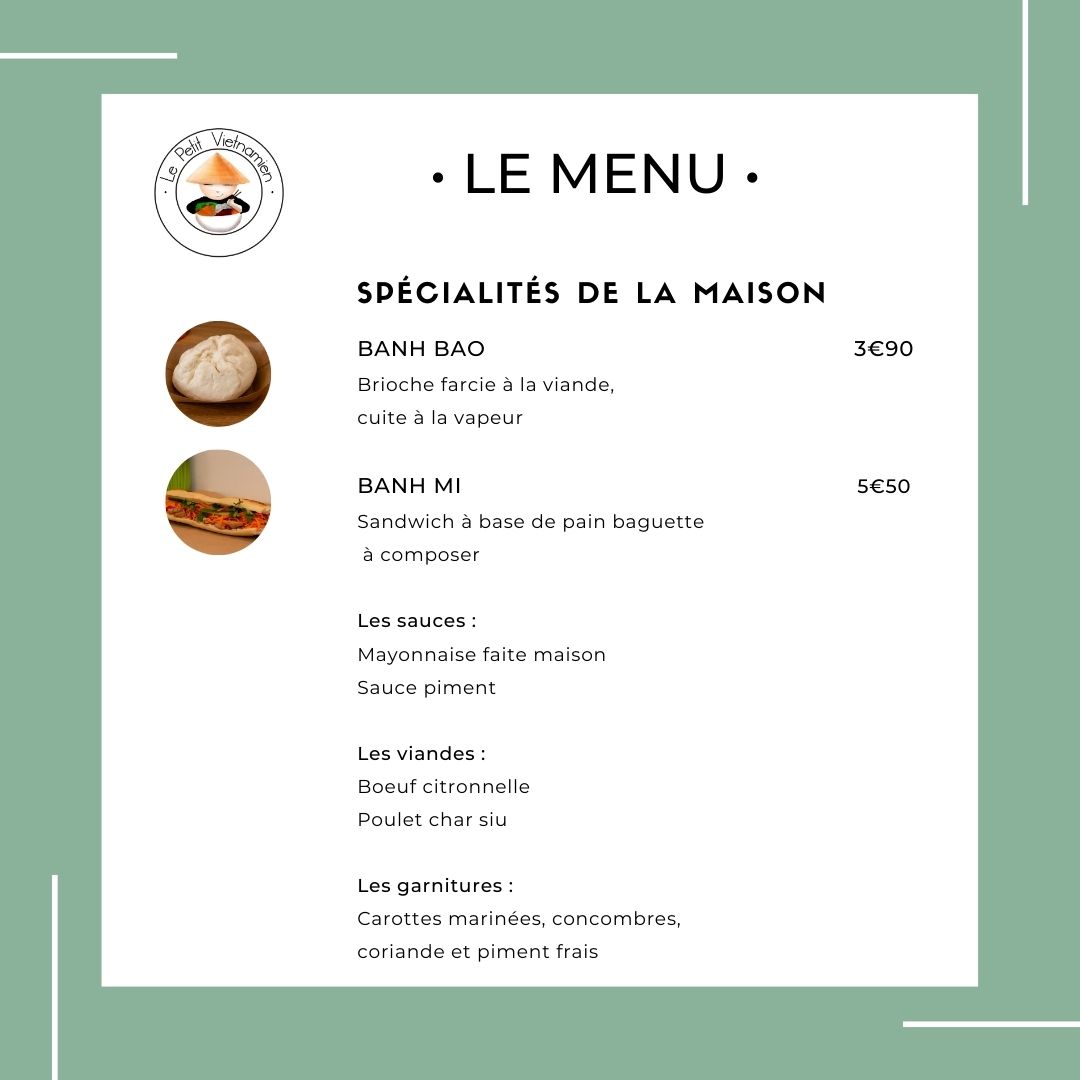 · Le Petit Vietnamien ·
• LE MENU •
SPÉCIALITÉS DE LA MAISON
BANH BAO 3€90
Brioche farcie à la viande,
cuite à la vapeur
BANH MI 5€50
Sandwich à base de pain baguette
à composer
Les sauces :
Mayonnaise faite maison
Sauce piment
Les viandes :
Boeuf citronnelle
Poulet char siu
Les garnitures :
Carottes marinées, concombres,
coriande et piment frais